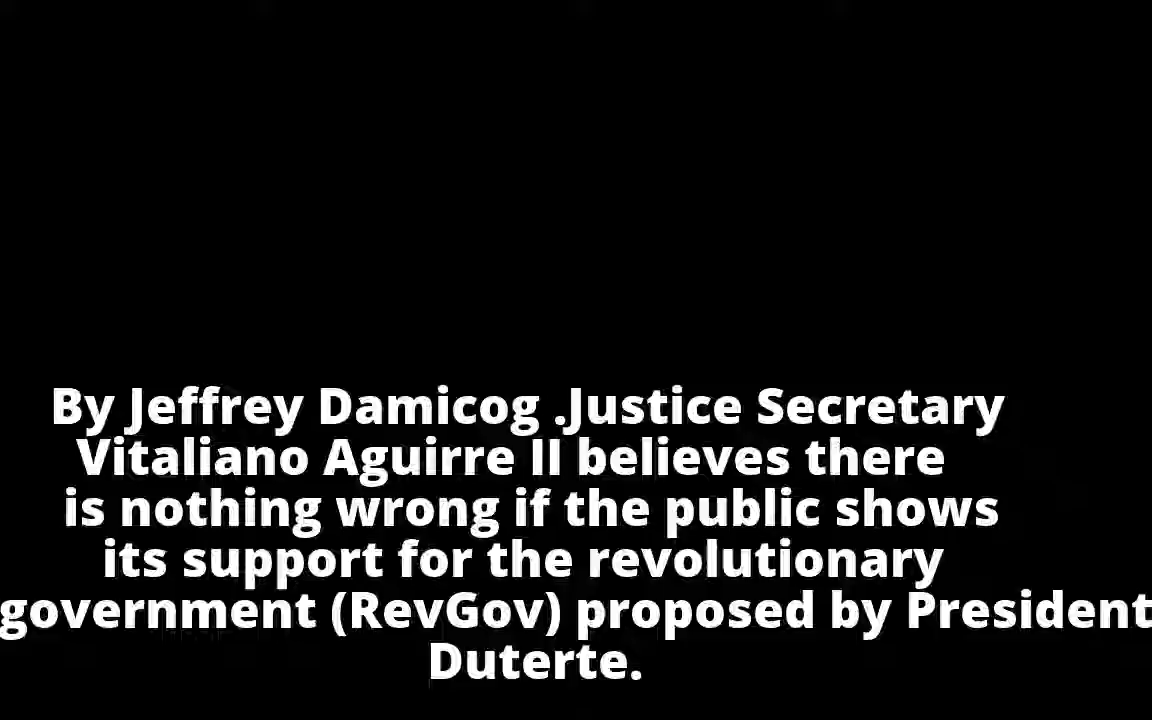 By Jeffrey Damicog .Justice Secretary
Vitaliano Aguirre II believes there
is nothing wrong if the public shows
its support for the revolutionary
government (RevGov) proposed by President
Duterte.